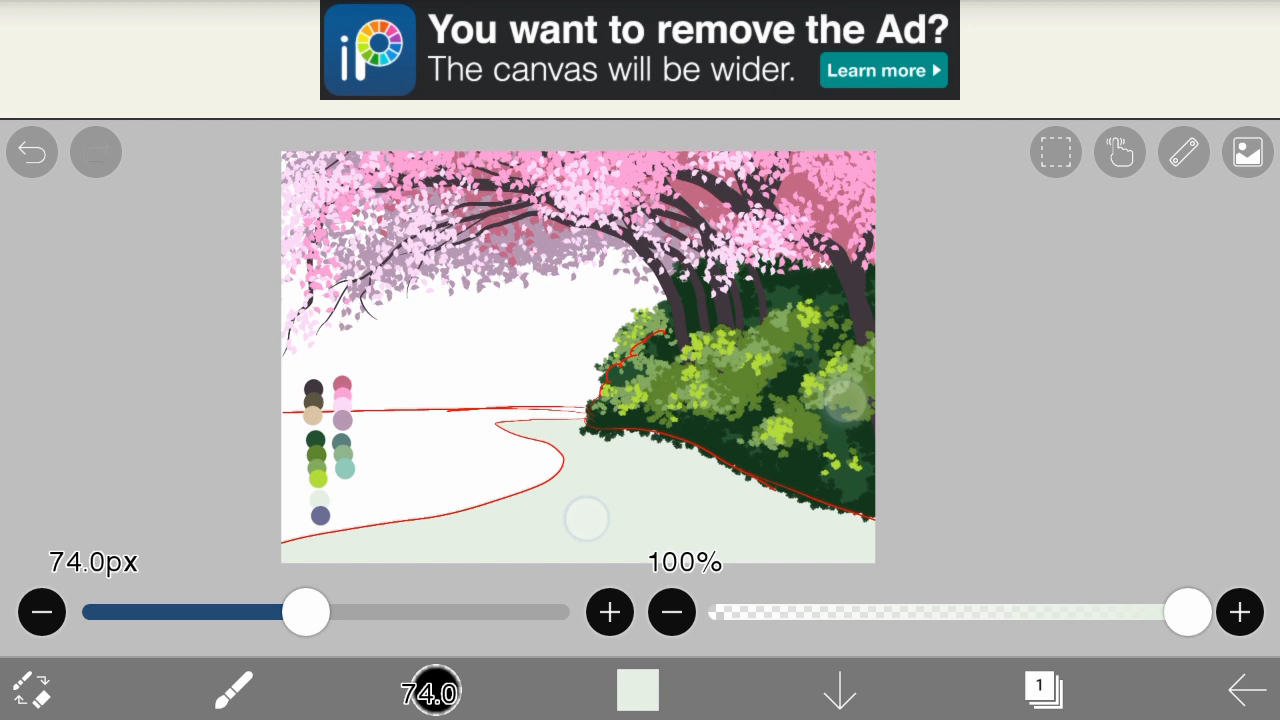 iP
You want to remove the Ad?
The canvas will be wider.
Learn more
74.0px
100%
74.0
1